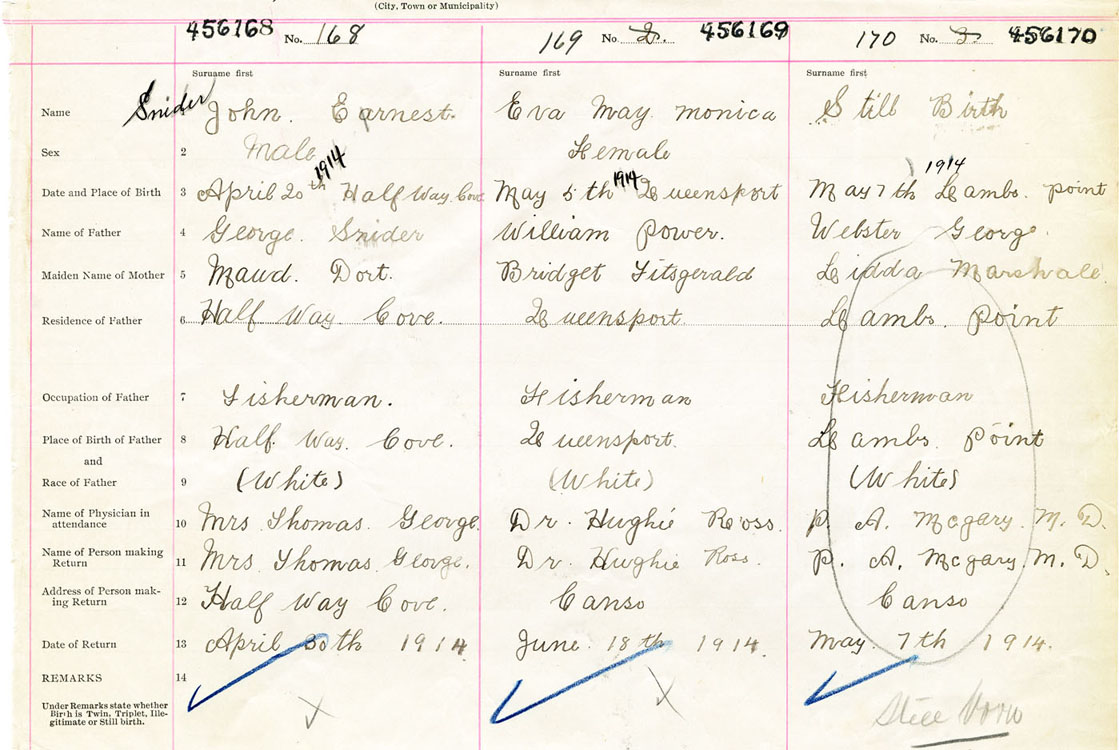 (City, Town or Municipality)
456168 No. 168 169 No. 2. 456169 170 No. 3 456170
Surname first Surname first Surname first
Name Snider John. Earnest. Eva May monica Still Birth
Sex 2 Male Female
1914 1914 1914
Date and Place of Birth 3 April 20th Half Way Cove May 5th Queensport May 7th Lambs. point
Name of Father 4 George. Snider William Power. Webster George.
Maiden Name of Mother 5 Maud. Dort. Bridget Fitsgerald Lidda Marshale
Residence of Father 6 Half Way Cove. Queensport Lambs. Point
Occupation of Father 7 Fisherman. Fisherman Fisherman
Place of Birth of Father 8 Half. Way. Cove. Queensport. Lambs Point
and
Race of Father 9 (White) (White) (White)
Name of Physician in
attendance 10 Mrs Thomas George. Dr. Hughie Ross. P. A. Mcgary. M. D.
Name of Person making
Return 11 Mrs Thomas George. Dr. Hughie Ross. P. A. Mcgary. M. D.
Address of Person mak-
ing Return 12 Half Way Cove. Canso Canso
Date of Return 13 April 30th 1914 June. 18th 1914. May. 7th 1914.
REMARKS 14
Under Remarks state whether
Birth is Twin, Triplet, Ille-
gitimate or Still birth.
Still Born